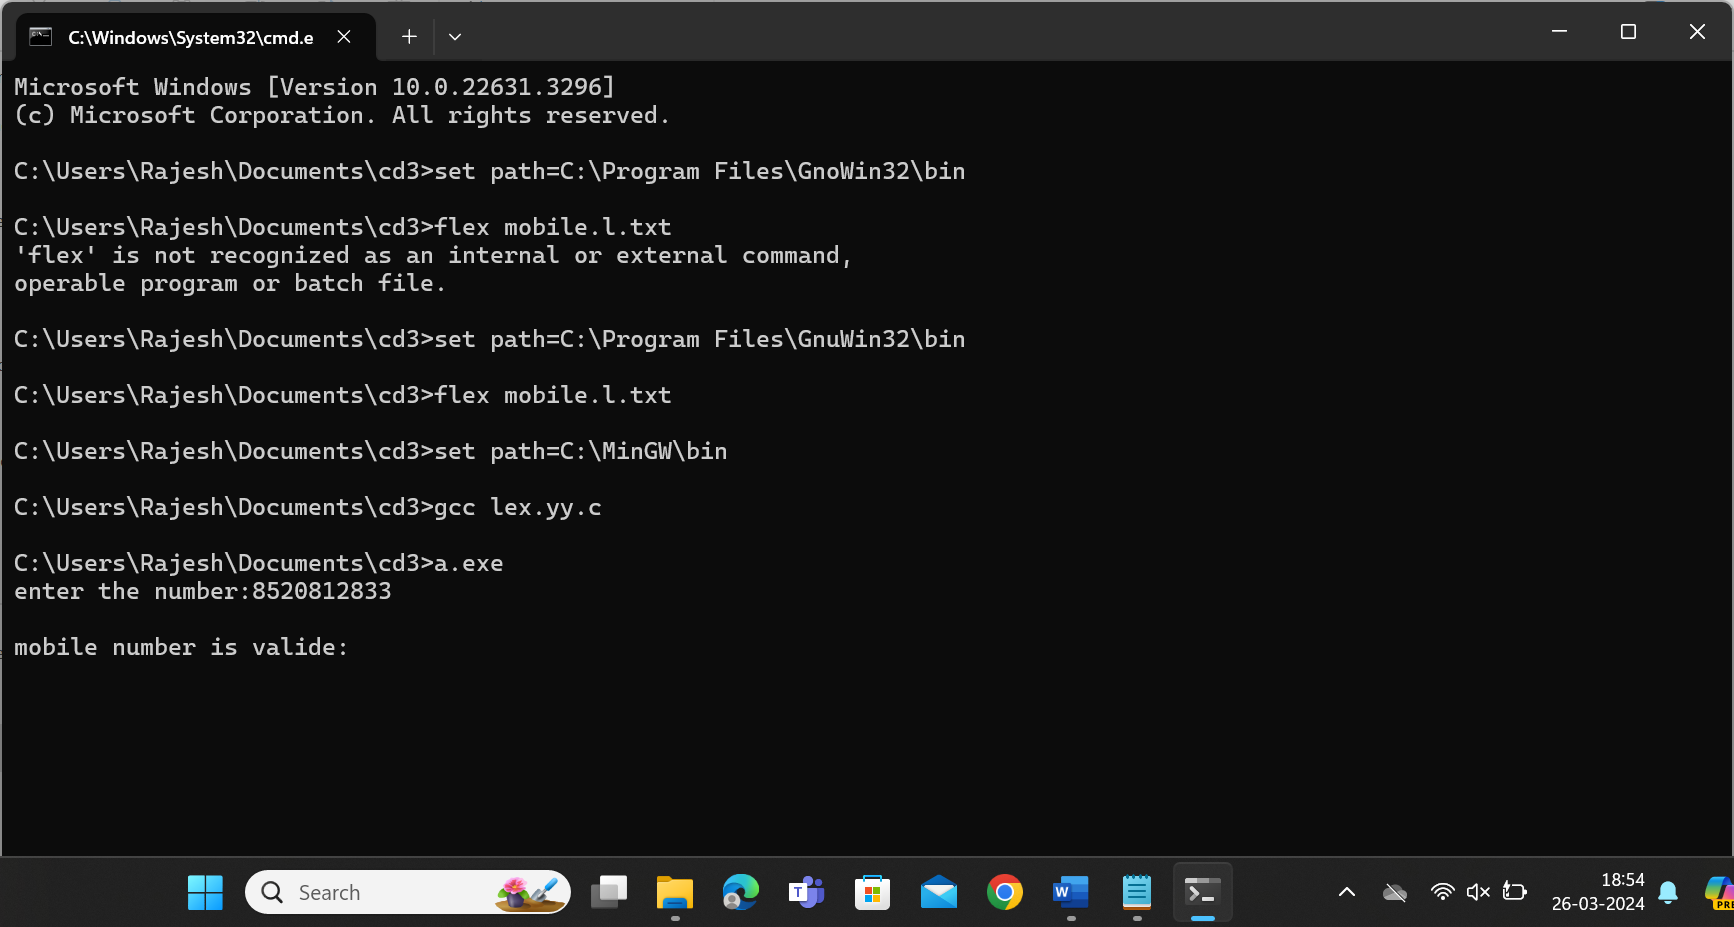 C:\Windows\System32\cmd.e
Microsoft Windows [Version 10.0.22631.3296]
(c) Microsoft Corporation. All rights reserved.
C:\Users\Rajesh\Documents\cd3>set path=C:\Program Files\GnoWin32\bin
C:\Users\Rajesh\Documents\cd3>flex mobile.l.txt
'flex' is not recognized as an internal or external command,
operable program or batch file.
C:\Users\Rajesh\Documents\cd3>set path=C:\Program Files\GnuWin32\bin
C:\Users\Rajesh\Documents\cd3>flex mobile.l.txt
C:\Users\Rajesh\Documents\cd3>set path=C:\MinGW\bin
C:\Users\Rajesh\Documents\cd3>gcc lex.yy.c
C:\Users\Rajesh\Documents\cd3>a.exe
enter the number:8520812833
mobile number is valide:
Search
18:54
26-03-2024
PRE